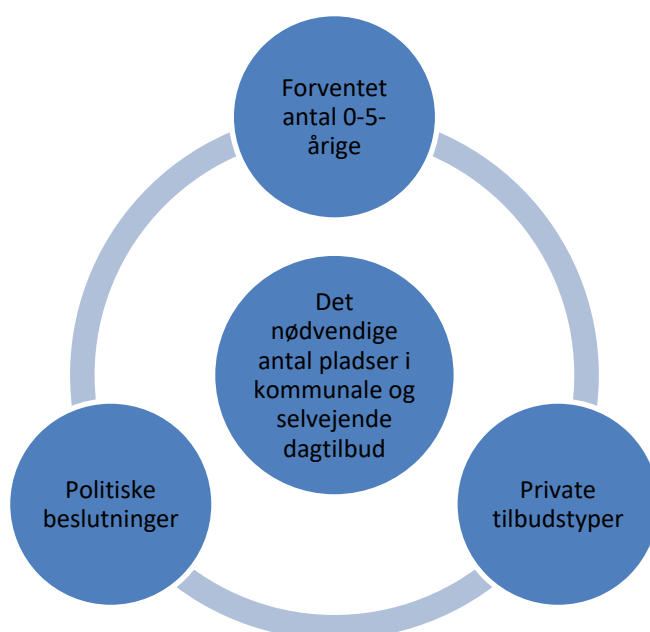 Forventet
antal 0-5-
årige
Det
nødvendige
antal pladser i
kommunale og
selvejende
dagtilbud
Politiske
beslutninger
Private
tilbudstyper